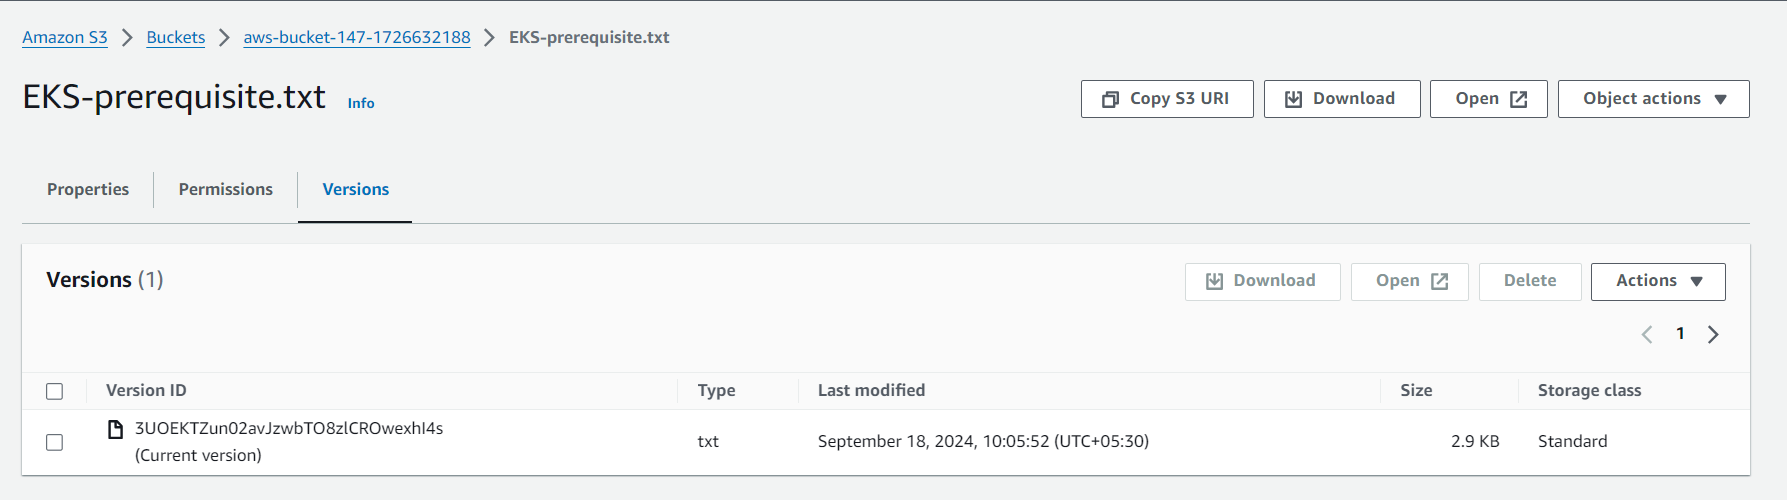 Amazon S3 > Buckets > aws-bucket-147-1726632188 > EKS-prerequisite.txt
EKS-prerequisite.txt Info
Copy S3 URI Download Open Object actions
Properties Permissions Versions
Versions (1)
Download Open Delete Actions
1
Version ID Type Last modified Size Storage class
3UOEKTZun02avJzwbTO8zlCROwexhI4s
(Current version)
txt September 18, 2024, 10:05:52 (UTC+05:30) 2.9 KB Standard